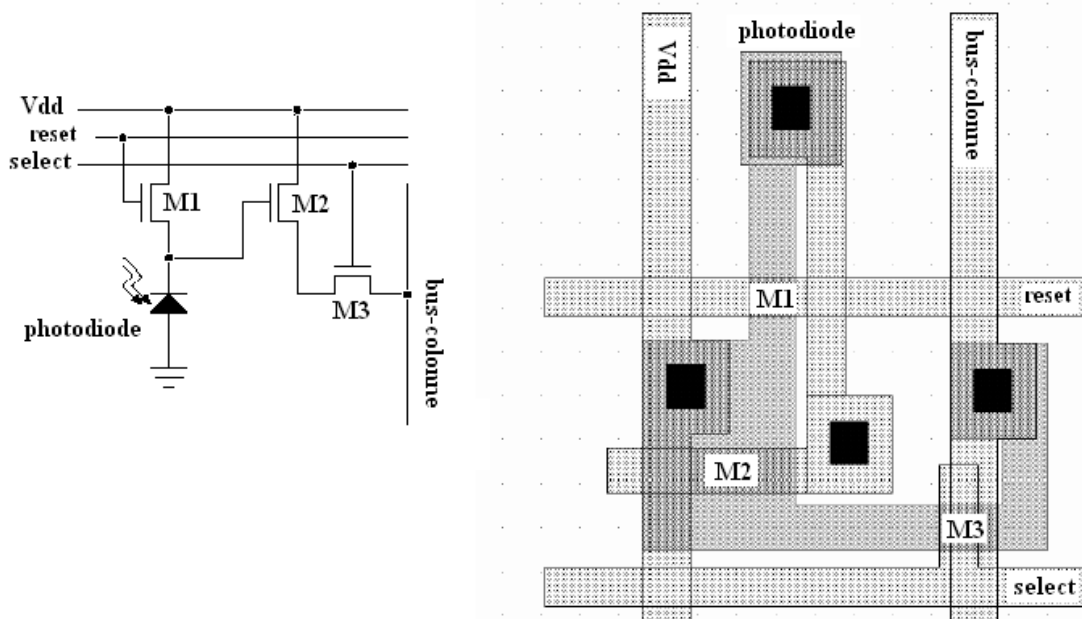 Vdd
reset
select
M1
M2
M3
photodiode
bus-colonne
photodiode
Vdd
bus-colonne
M1
reset
M2
M3
select